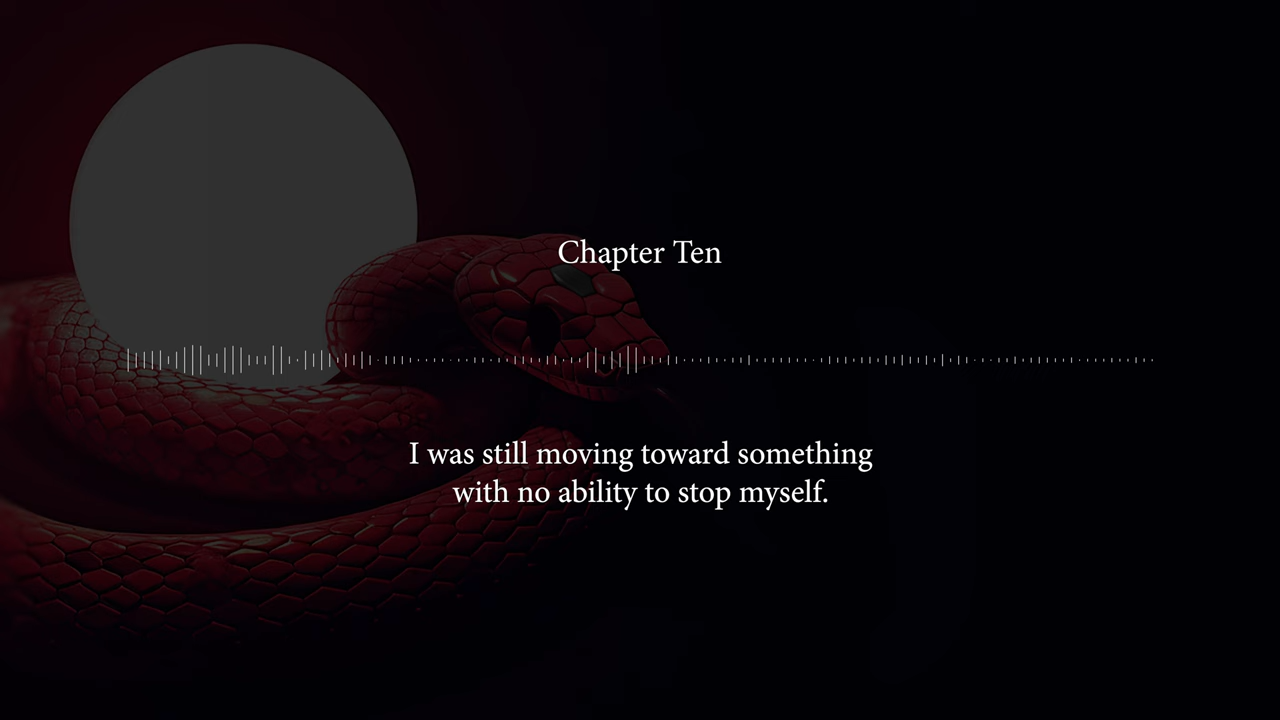 Chapter Ten
I was still moving toward something
with no ability to stop myself.